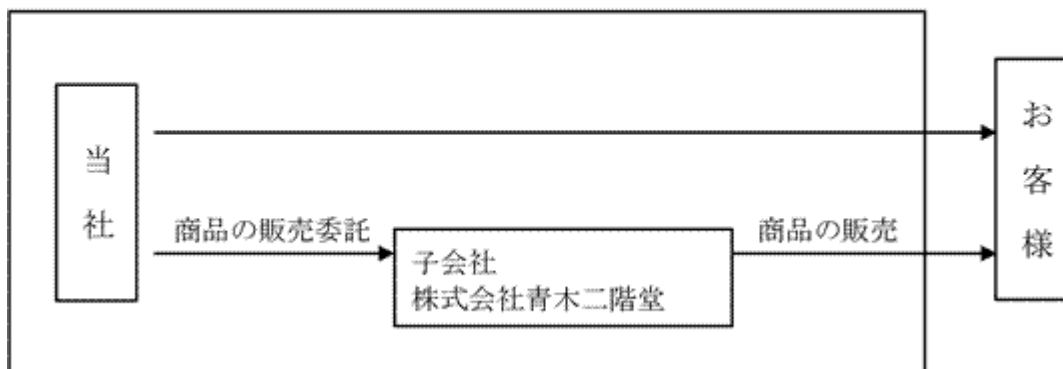 当社
商品の販売委託
子会社
株式会社青木二階堂
商品の販売
お客様